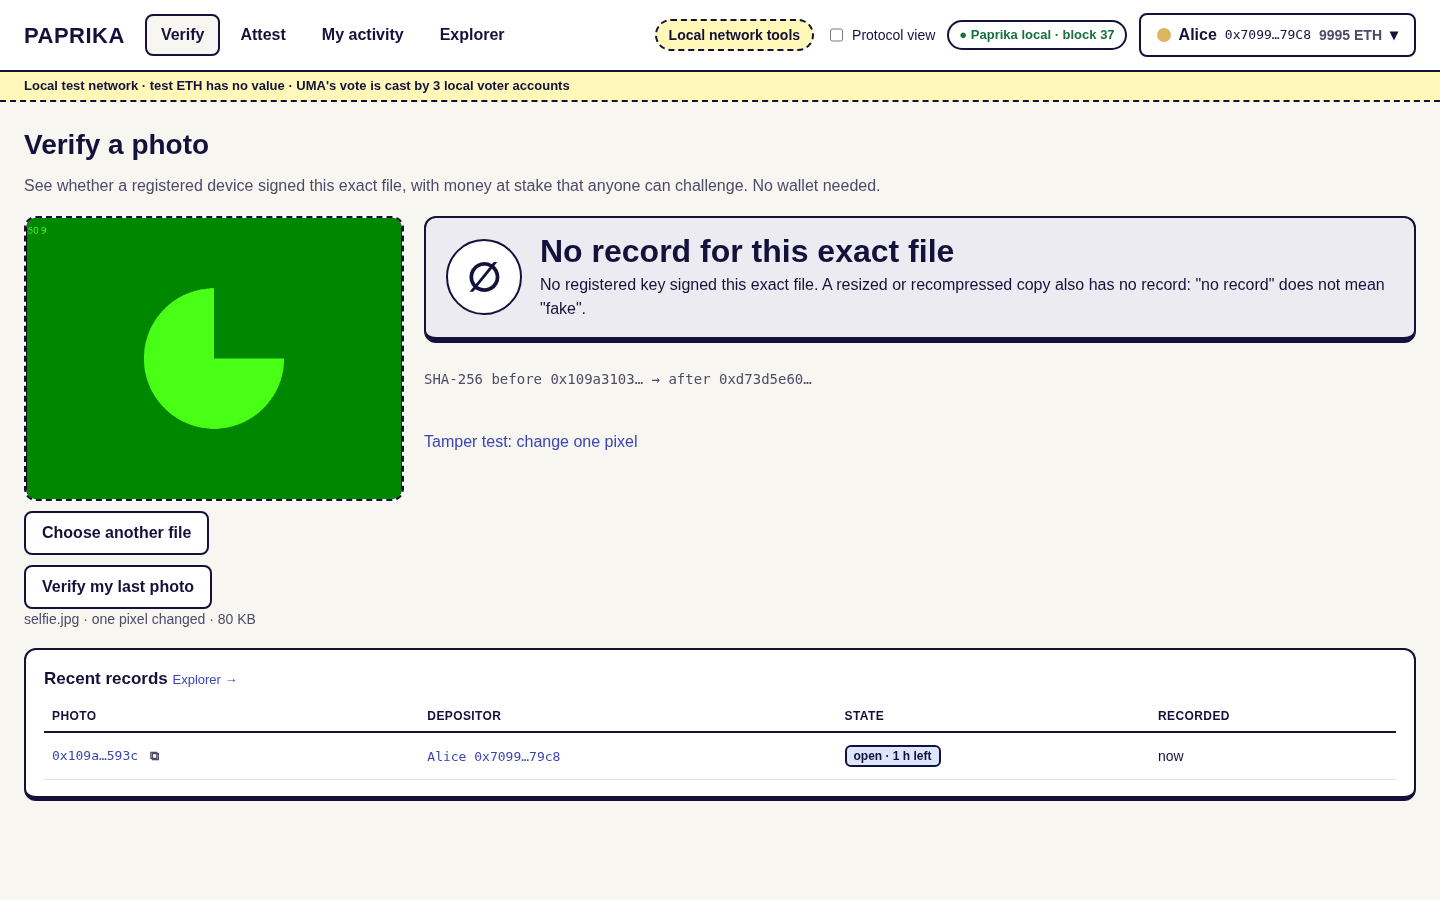 PAPRIKA Verify Attest My activity Explorer Local network tools Protocol view ● Paprika local · block 37 Alice 0x7099…79C8 9995 ETH ▼
Local test network · test ETH has no value · UMA's vote is cast by 3 local voter accounts
Verify a photo
See whether a registered device signed this exact file, with money at stake that anyone can challenge. No wallet needed.
50 9
∅
No record for this exact file
No registered key signed this exact file. A resized or recompressed copy also has no record: "no record" does not mean
"fake".
SHA-256 before 0x109a3103… → after 0xd73d5e60…
Tamper test: change one pixel
Choose another file
Verify my last photo
selfie.jpg · one pixel changed · 80 KB
Recent records Explorer →
PHOTO DEPOSITOR STATE RECORDED
0x109a…593c ⧉ Alice 0x7099…79c8 open · 1 h left now